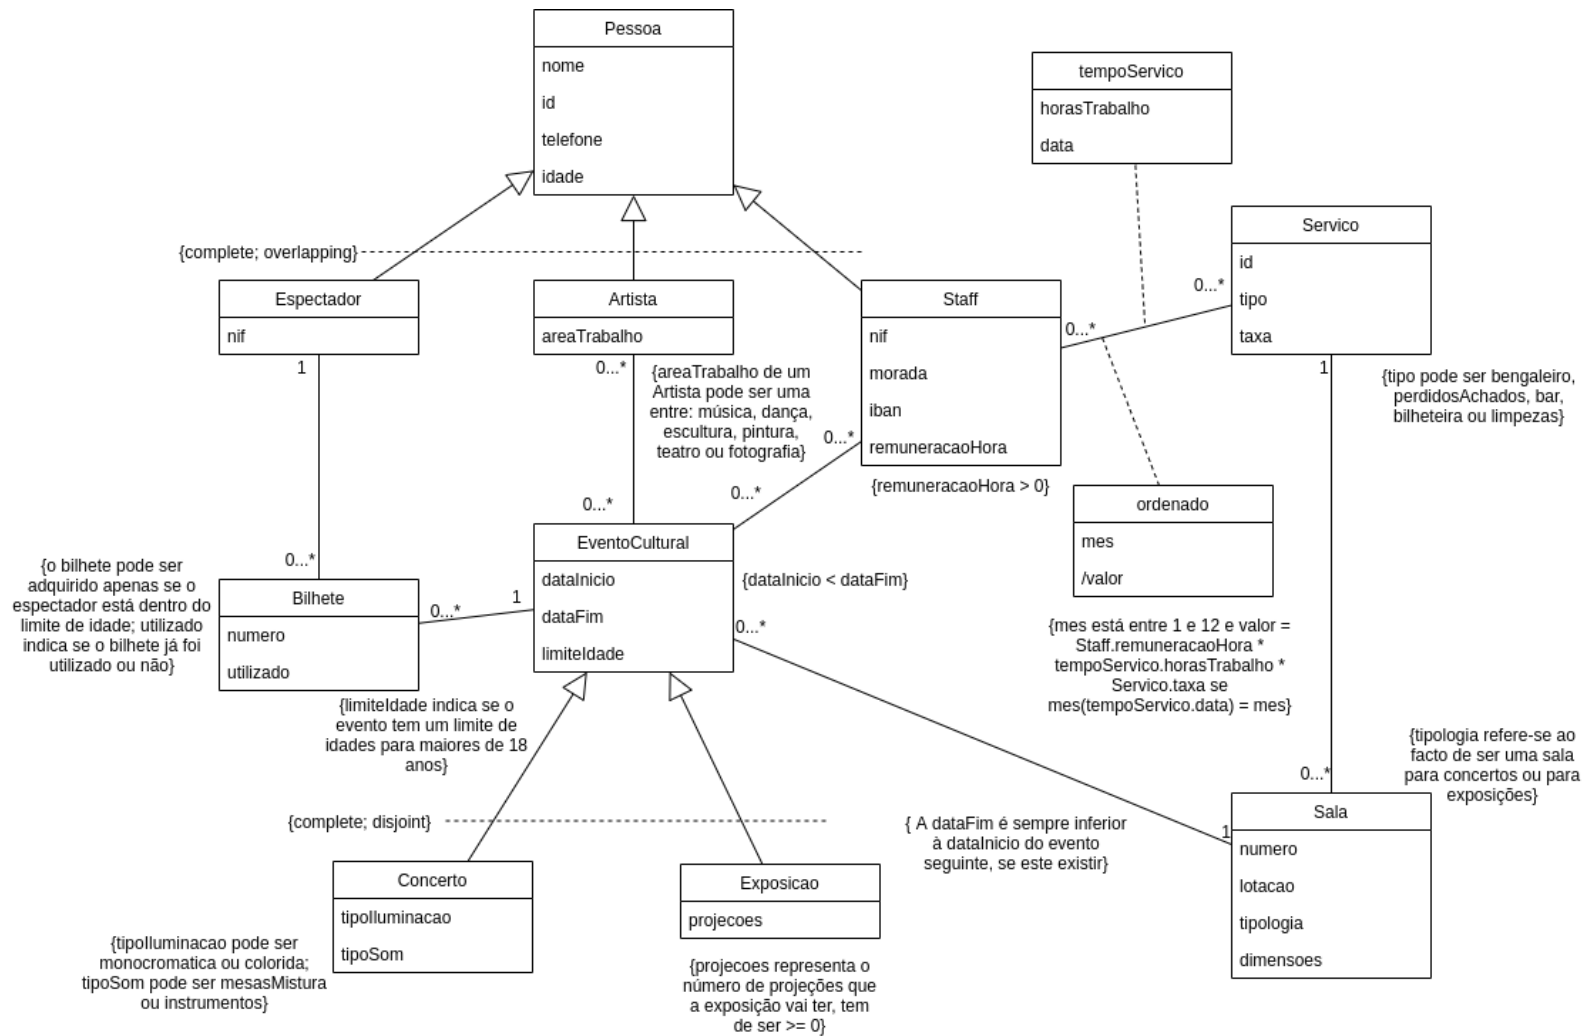 Pessoa
nome
id
telefone
idade
tempoServico
horasTrabalho
data
{complete; overlapping}
Espectador
nif
Artista
areaTrabalho
Staff
nif
morada
iban
remuneracaoHora
Servico
id
tipo
taxa
0...*
0...*
1
0...*
1
{areaTrabalho de um
Artista pode ser uma
entre: música, dança,
escultura, pintura,
teatro ou fotografia}
0...*
{remuneracaoHora > 0}
{tipo pode ser bengaleiro,
perdidosAchados, bar,
bilheteira ou limpezas}
0...*
0...*
0...*
ordenado
mes
/valor
{mes está entre 1 e 12 e valor =
Staff.remuneracaoHora *
tempoServico.horasTrabalho *
Servico.taxa se
mes(tempoServico.data) = mes}
{o bilhete pode ser
adquirido apenas se o
espectador está dentro do
limite de idade; utilizado
indica se o bilhete já foi
utilizado ou não}
Bilhete
numero
utilizado
0...*
1
EventoCultural
dataInicio
dataFim
limiteIdade
{dataInicio < dataFim}
0...*
{limiteIdade indica se o
evento tem um limite de
idades para maiores de 18
anos}
{complete; disjoint}
{ A dataFim é sempre inferior
à dataInicio do evento
seguinte, se este existir}
{tipologia refere-se ao
facto de ser uma sala
para concertos ou para
exposições}
0...*
1
Sala
numero
lotacao
tipologia
dimensoes
Concerto
tipoIluminacao
tipoSom
Exposicao
projecoes
{tipoIluminacao pode ser
monocromatica ou colorida;
tipoSom pode ser mesasMistura
ou instrumentos}
{projecoes representa o
número de projeções que
a exposição vai ter, tem
de ser >= 0}